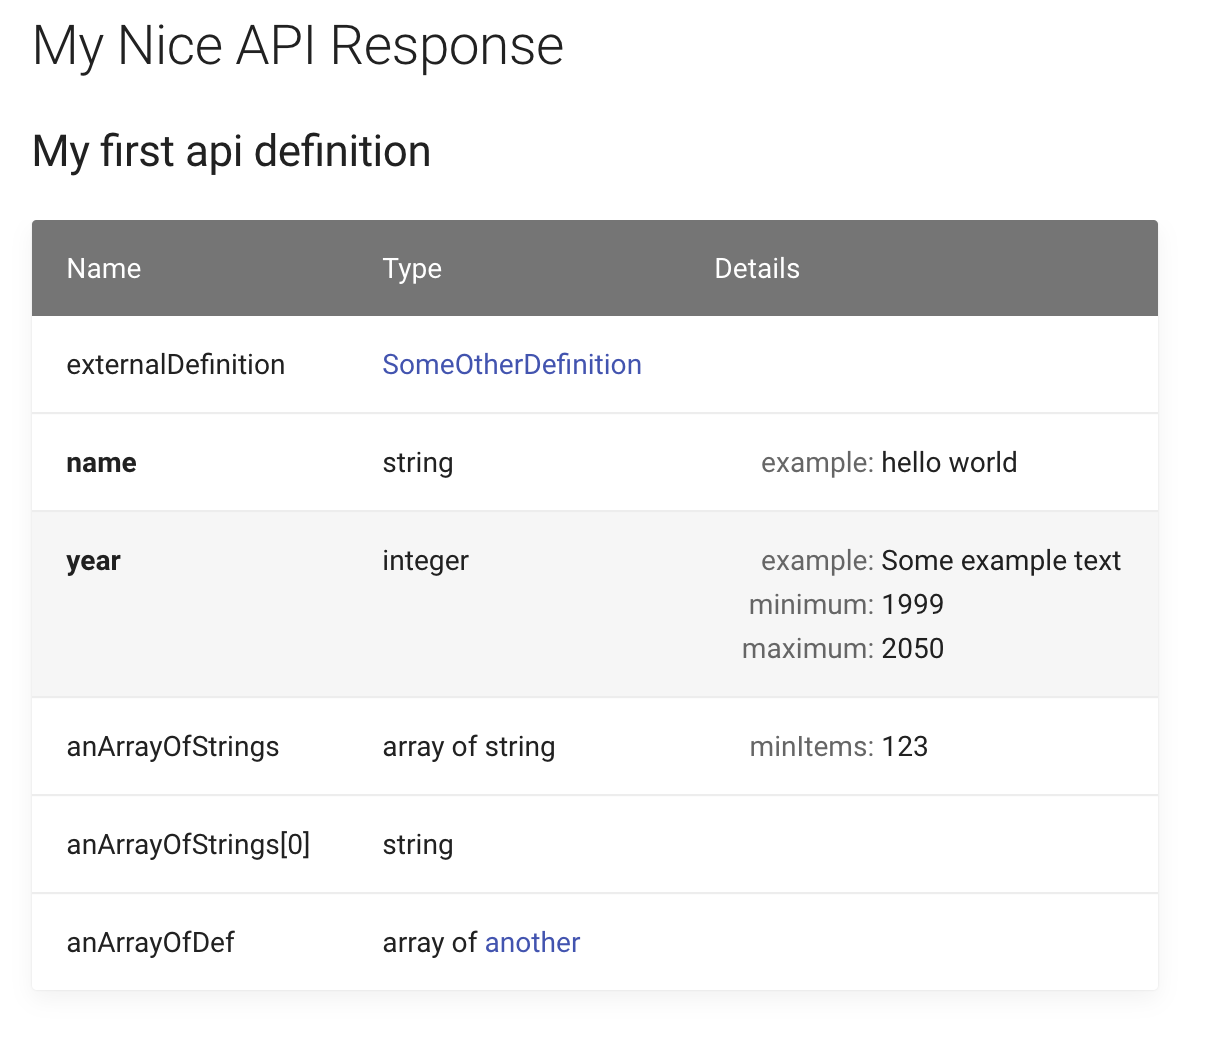 My Nice API Response
My first api definition
Name Type Details
externalDefinition SomeOtherDefinition
name string example: hello world
year integer example: Some example text
minimum: 1999
maximum: 2050
anArrayOfStrings array of string minItems: 123
anArrayOfStrings[0] string
anArrayOfDef array of another